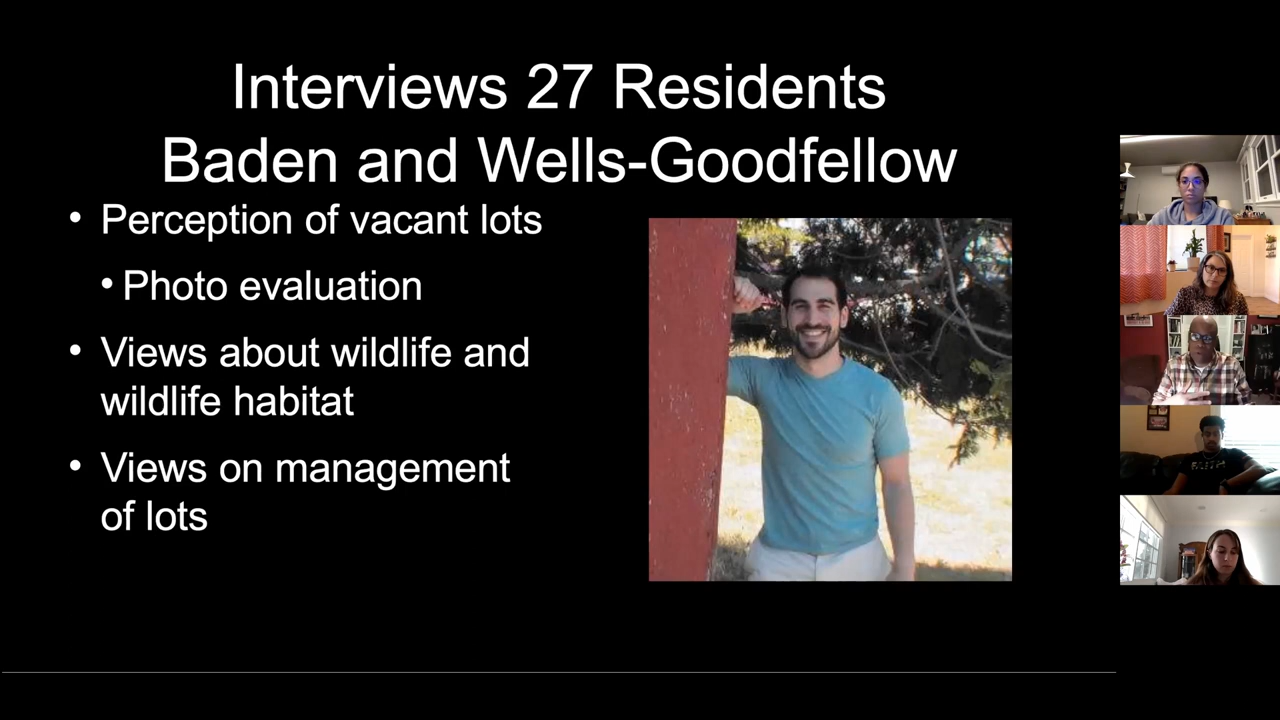 Interviews 27 Residents
Baden and Wells-Goodfellow
• Perception of vacant lots
• Photo evaluation
• Views about wildlife and
wildlife habitat
• Views on management
of lots